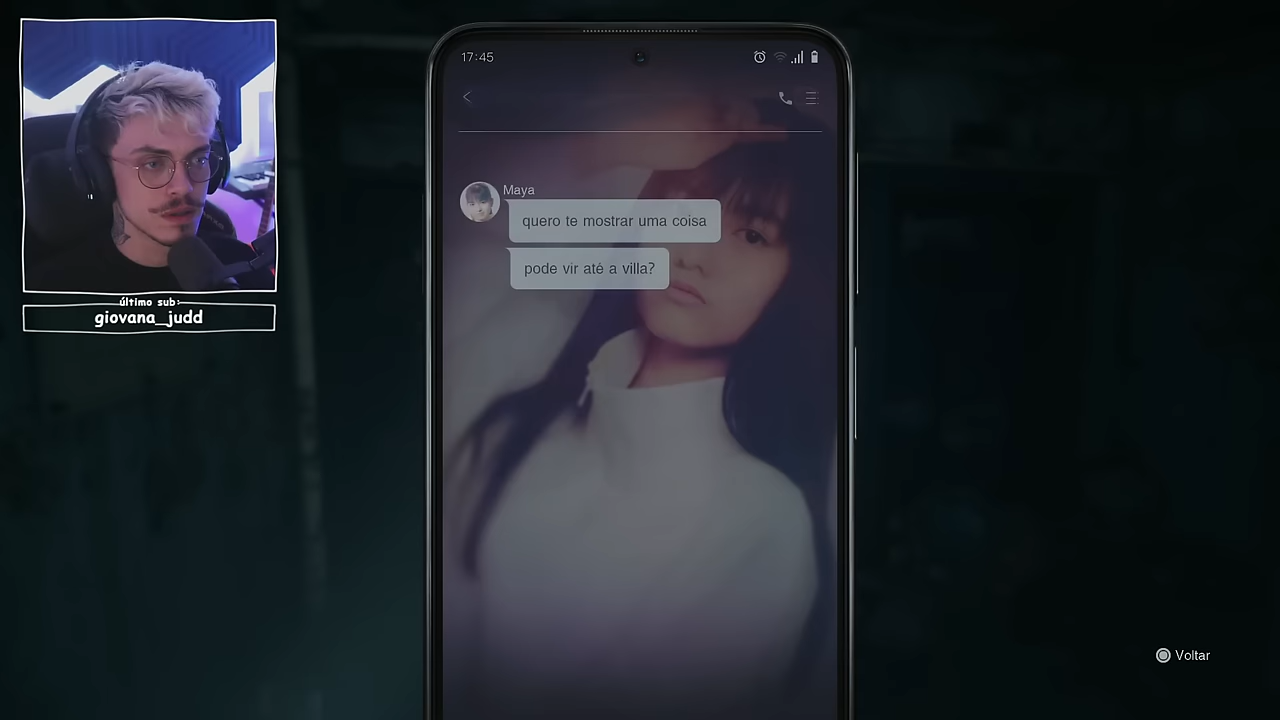 17:45
Maya
quero te mostrar uma coisa
pode vir até a villa?
último sub:
giovana_judd
Voltar